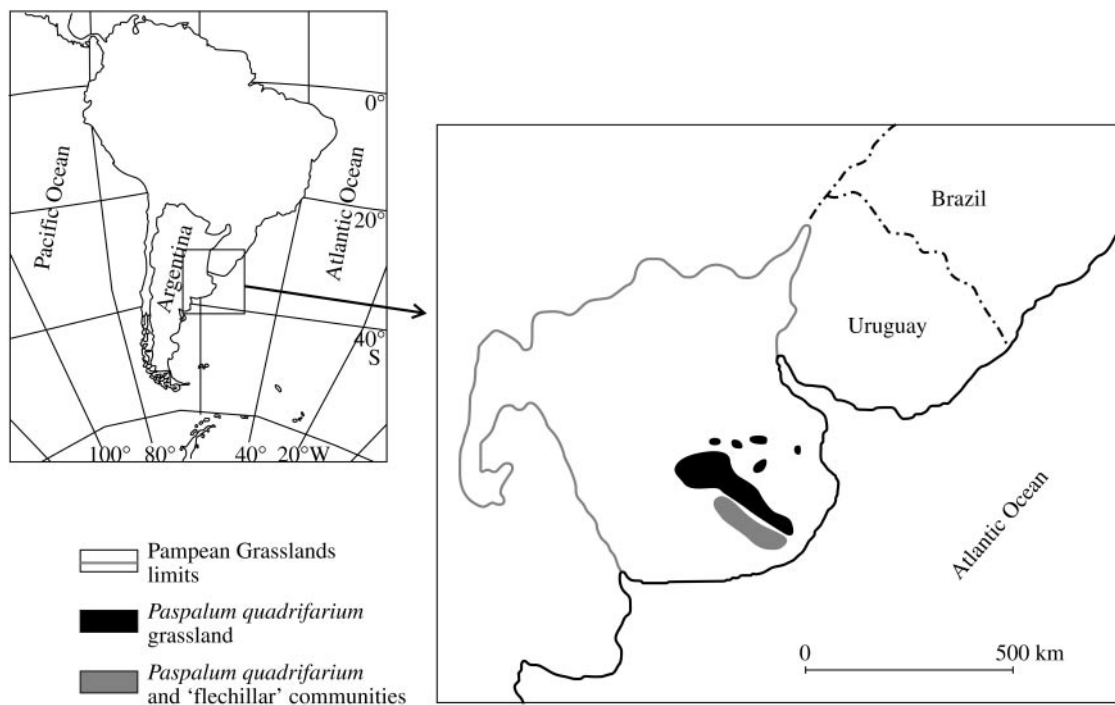 Pacific Ocean
Argentina
Atlantic Ocean
0°
20°
40°
S
100° 80° 40° 20°W
Brazil
Uruguay
Atlantic Ocean
0 500 km
Pampean Grasslands
limits
Paspalum quadrifarium
grassland
Paspalum quadrifarium
and ‘flechillar’ communities